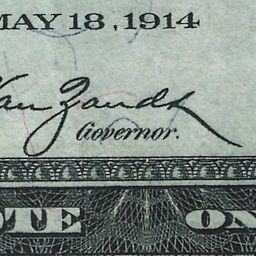 MAY 18, 1914
Van Zandt
Governor.
OTE ON